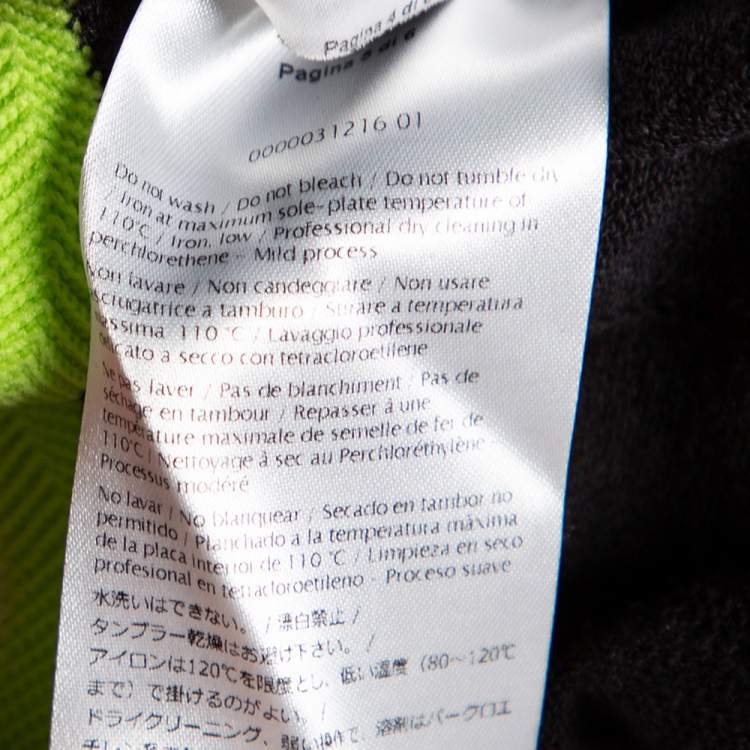 Pagina 4 di 6
Pagina di 6
0000031216 01
Do not wash / Do not bleach / Do not tumble dry
/ Iron at maximum sole-plate temperature of
110°C / Iron, low / Professional dry cleaning in
perchlorethene - Mild process
lavare / Non candeggiare / Non usare
a tamburo / Stirare a temperatura
110 °C / Lavaggio professionale
a secco con tetracloroetilene
Ne pas laver / Pas de blanchiment / Pas de
séchage en tambour / Repasser à une
température maximale de semelle de fer de
110°C / Nettoyage à sec au Perchloréthylène -
Processus modéré
No lavar / No blanquear / Secado en tambor no
permitido / Planchado a la temperatura màxima
de la placa interior de 110 °C / Limpieza en seco
profesional en tetracloroetileno - Proceso suave
水洗いはできない。 / 漂白禁止 /
タンブラー乾燥はお避け下さい。 /
アイロンは120℃を限度とし、低い温度（80～120℃
まで）で掛けるのがよい。 /
ドライクリーニング、弱い操作で、溶剤はパークロエ